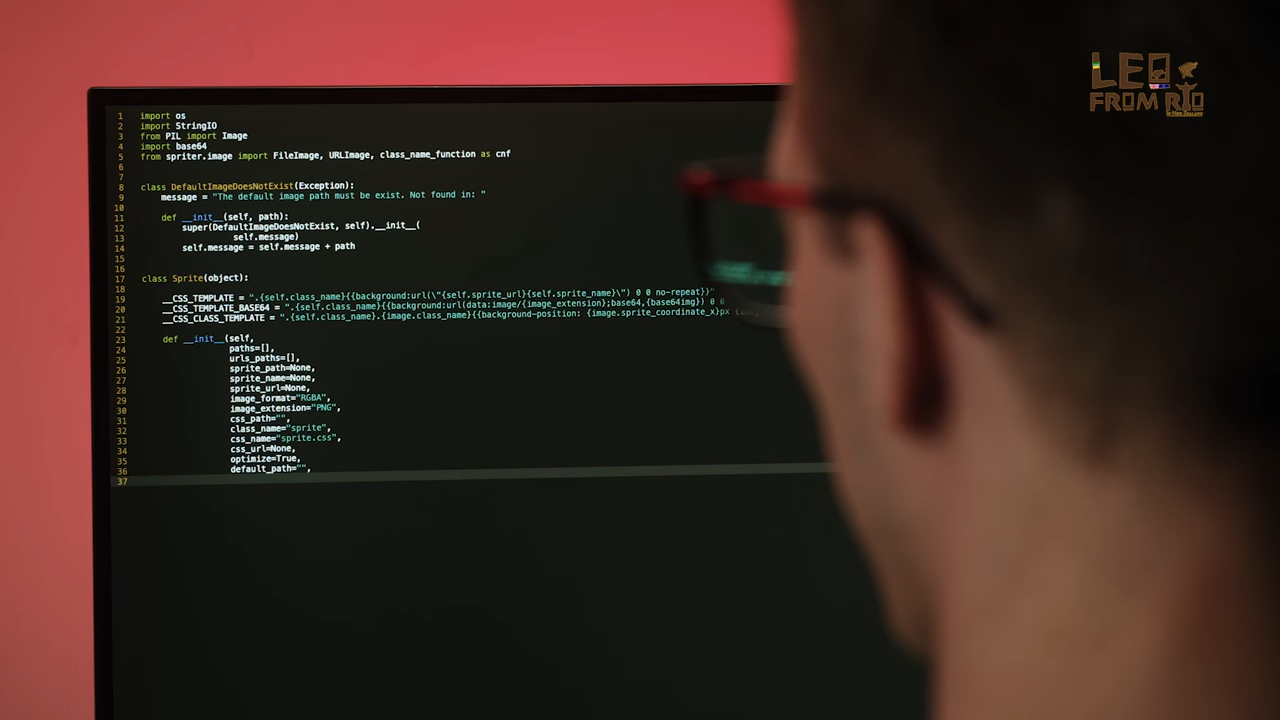 LEO
FROM RIO
IN NEW ZEALAND
1 import os
2 import StringIO
3 from PIL import Image
4 import base64
5 from spriter.image import FileImage, URLImage, class_name_function as cnf
6
7
8 class DefaultImageDoesNotExist(Exception):
9 message = "The default image path must be exist. Not found in: "
10
11 def __init__(self, path):
12 super(DefaultImageDoesNotExist, self).__init__(
13 self.message)
14 self.message = self.message + path
15
16
17 class Sprite(object):
18
19 __CSS_TEMPLATE = ".{self.class_name}{{background:url(\"{self.sprite_url}{self.sprite_name}\") 0 0 no-repeat}}"
20 __CSS_TEMPLATE_BASE64 = ".{self.class_name}{{background:url(data:image/{image_extension};base64,{base64img}) 0 0
21 __CSS_CLASS_TEMPLATE = ".{self.class_name}.{image.class_name}{{background-position: {image.sprite_coordinate_x}px
22
23 def __init__(self,
24 paths=[],
25 urls_paths=[],
26 sprite_path=None,
27 sprite_name=None,
28 sprite_url=None,
29 image_format="RGBA",
30 image_extension="PNG",
31 css_path="",
32 class_name="sprite",
33 css_name="sprite.css",
34 css_url=None,
35 optimize=True,
36 default_path="",
37